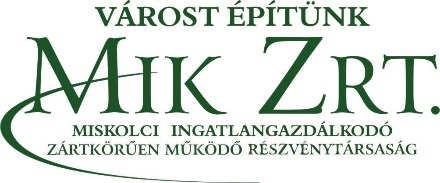 VÁROST ÉPÍTÜNK
MIK ZRT.
MISKOLCI INGATLANGAZDÁLKODÓ
ZÁRTKÖRŰEN MŰKÖDŐ RÉSZVÉNYTÁRSASÁG